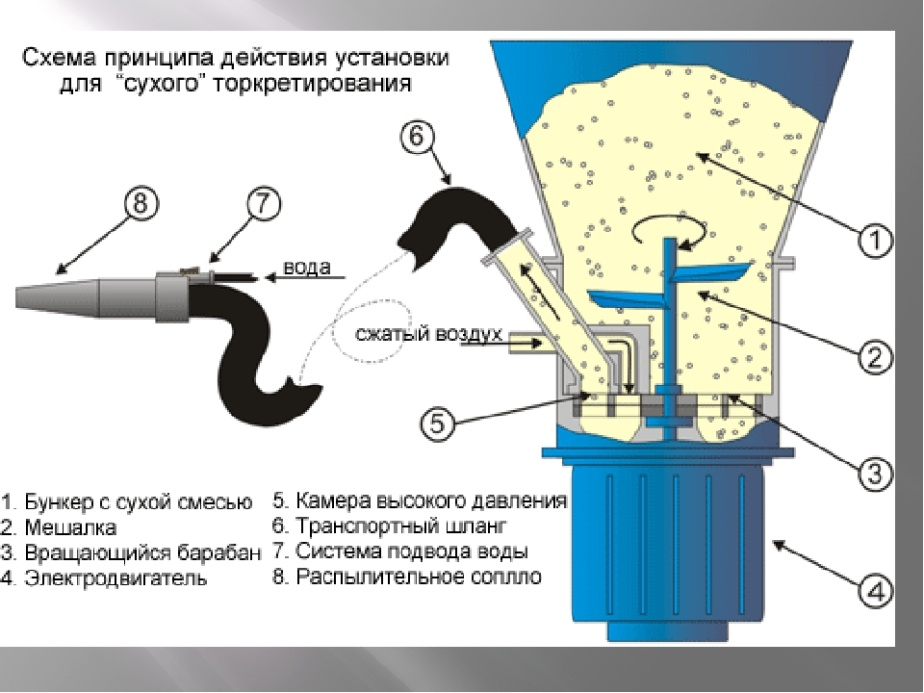 Схема принципа действия установки
для “сухого” торкретирования
6
8
7
вода
1
сжатый воздух
2
5
3
4
1. Бункер с сухой смесью
2. Мешалка
3. Вращающийся барабан
4. Электродвигатель
5. Камера высокого давления
6. Транспортный шланг
7. Система подвода воды
8. Распылительное соплло